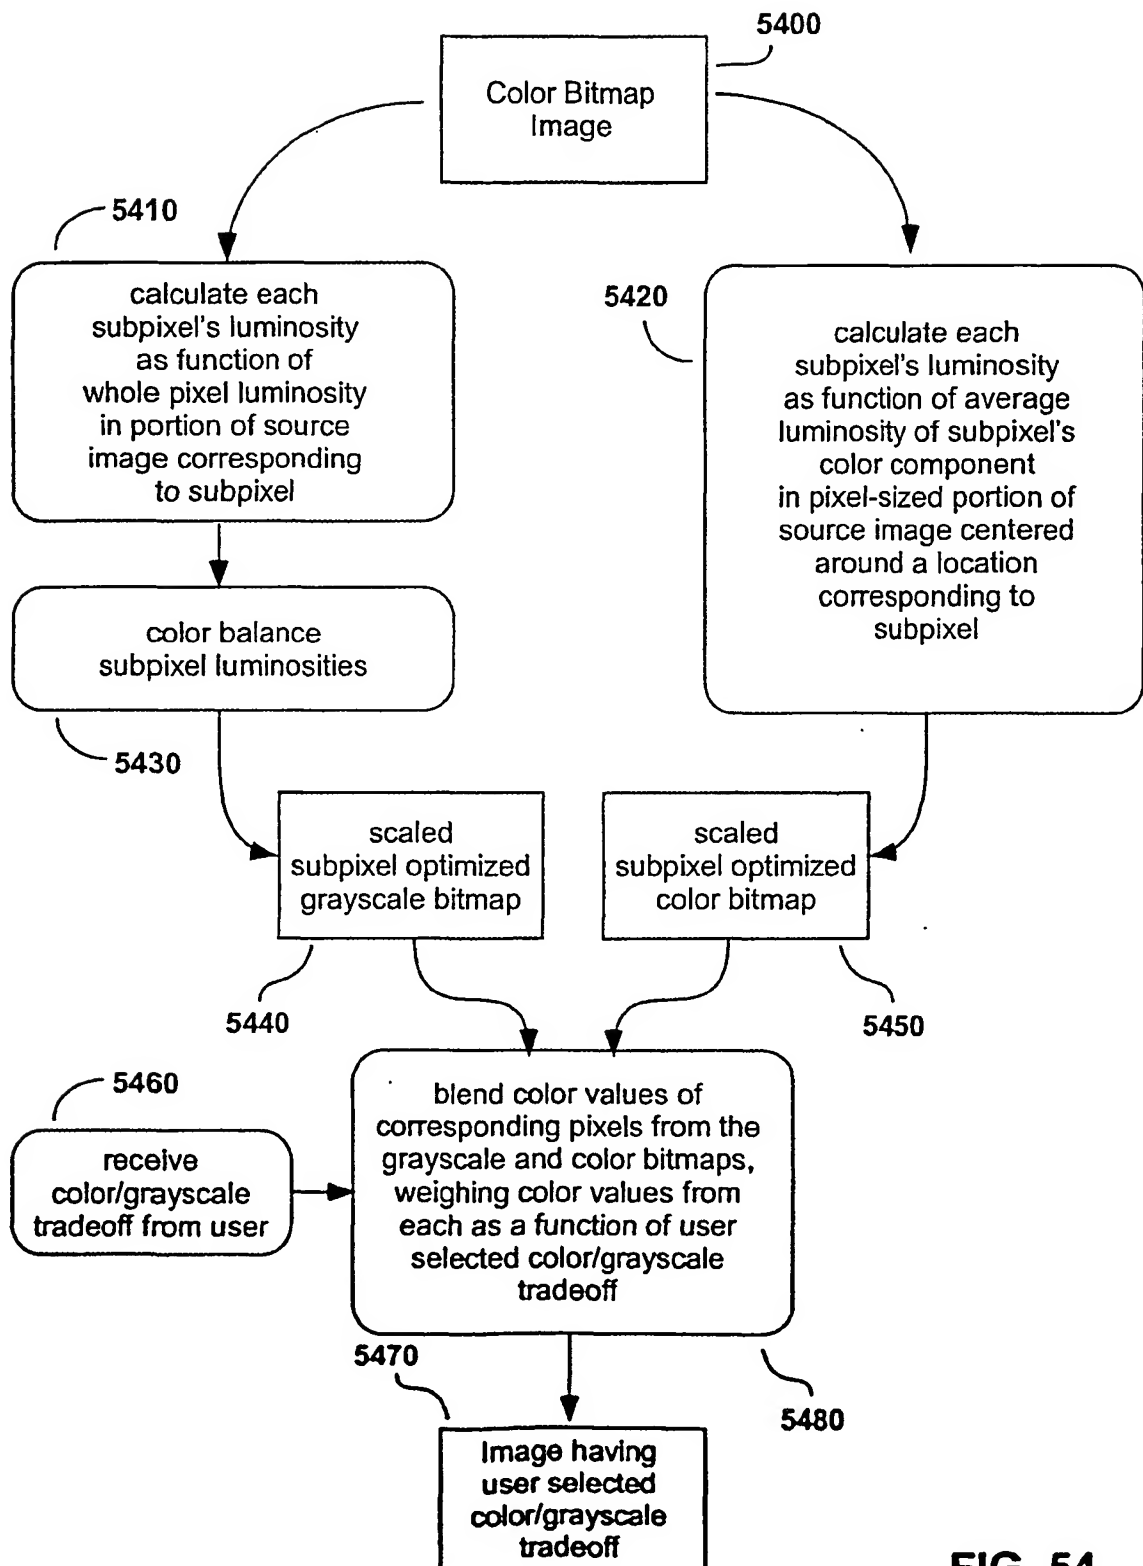 5400
Color Bitmap
Image
5410
calculate each
subpixel's luminosity
as function of
whole pixel luminosity
in portion of source
image corresponding
to subpixel
5420
calculate each
subpixel's luminosity
as function of average
luminosity of subpixel's
color component
in pixel-sized portion of
source image centered
around a location
corresponding to
subpixel
color balance
subpixel luminosities
5430
scaled
subpixel optimized
grayscale bitmap
scaled
subpixel optimized
color bitmap
5440
5450
5460
receive
color/grayscale
tradeoff from user
blend color values of
corresponding pixels from the
grayscale and color bitmaps,
weighing color values from
each as a function of user
selected color/grayscale
tradeoff
5470
5480
Image having
user selected
color/grayscale
tradeoff
FIG. 54